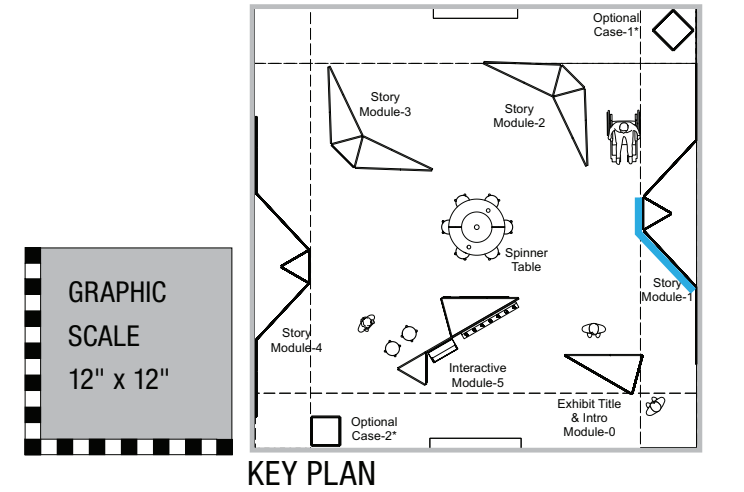 Optional
Case-1*
Story
Module-3
Story
Module-2
Spinner
Table
Story
Module-1
GRAPHIC
SCALE
12" x 12"
Story
Module-4
Interactive
Module-5
Exhibit Title
& Intro
Module-0
Optional
Case-2*
KEY PLAN